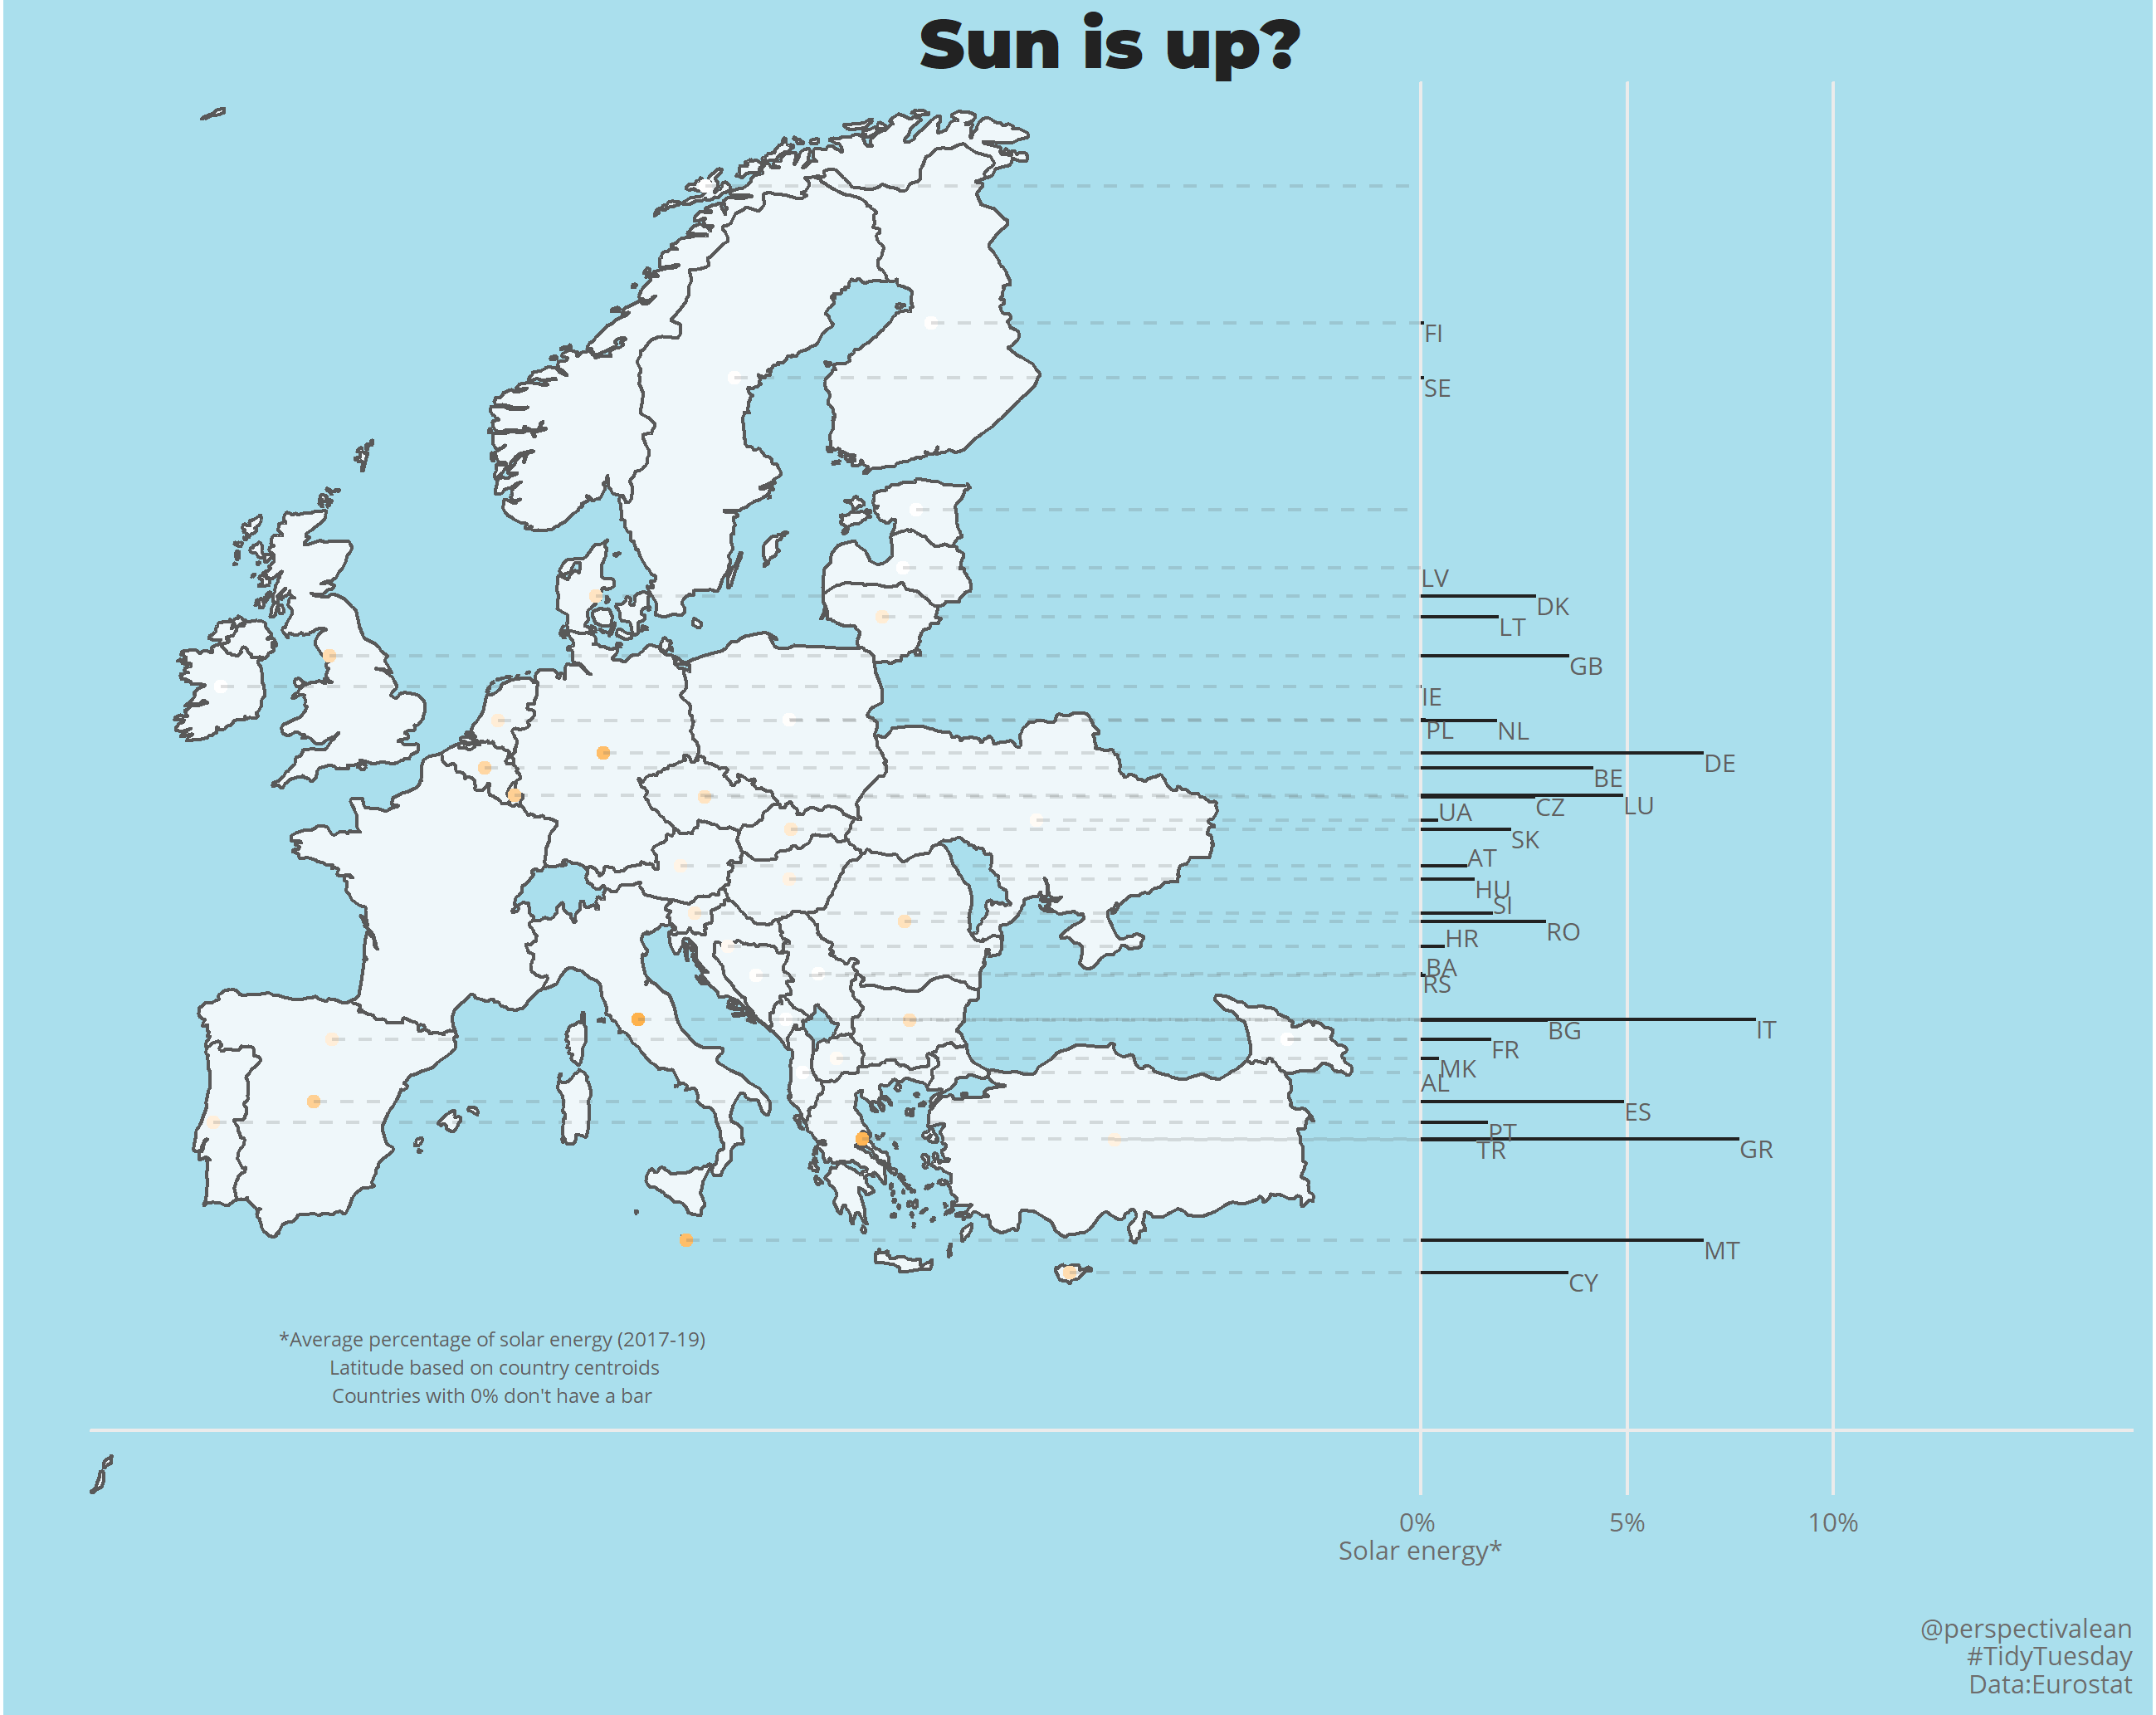 Sun is up?
FI
SE
LV
DK
LT
GB
IE
PL
NL
DE
BE
LU
CZ
UA
SK
AT
HU
SI
RO
HR
BA
RS
IT
BG
FR
MK
AL
ES
PT
TR
GR
MT
CY
*Average percentage of solar energy (2017-19)
Latitude based on country centroids
Countries with 0% don't have a bar
0%
5%
10%
Solar energy*
@perspectivalean
#TidyTuesday
Data:Eurostat